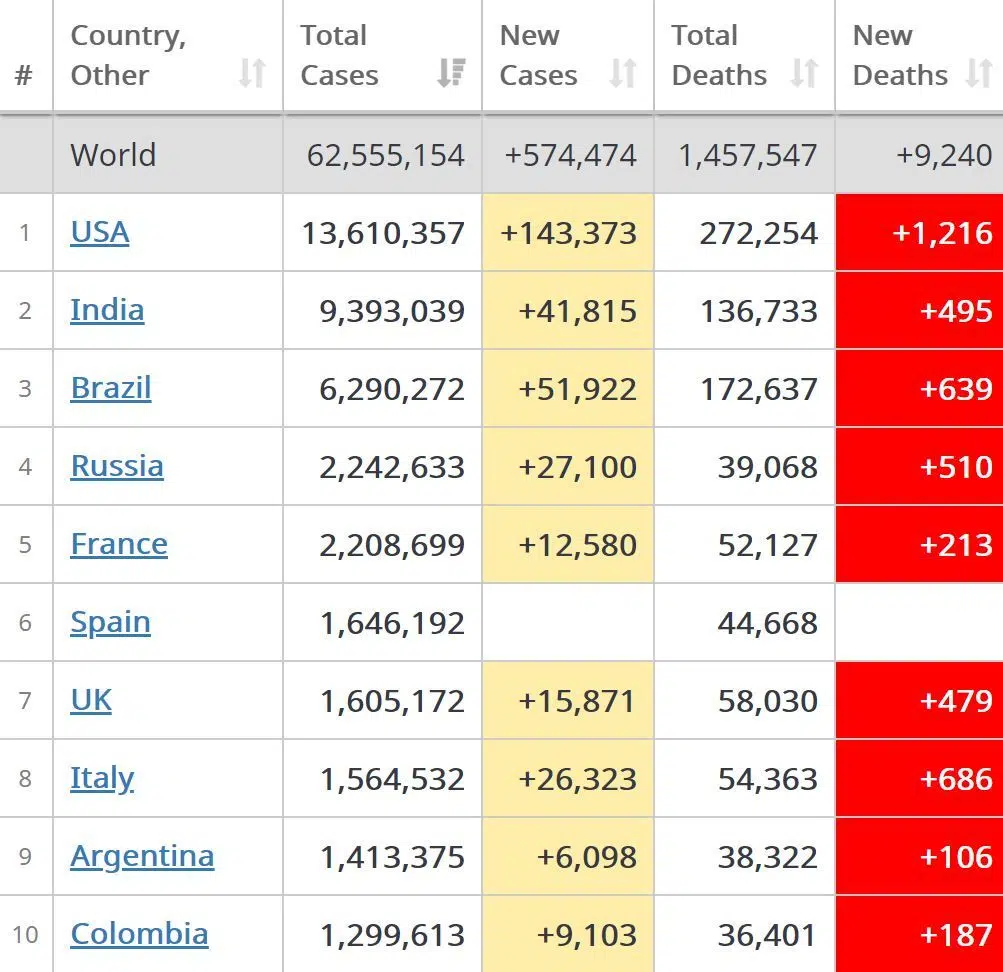 # Country, Other Total Cases New Cases Total Deaths New Deaths
World 62,555,154 +574,474 1,457,547 +9,240
1 USA 13,610,357 +143,373 272,254 +1,216
2 India 9,393,039 +41,815 136,733 +495
3 Brazil 6,290,272 +51,922 172,637 +639
4 Russia 2,242,633 +27,100 39,068 +510
5 France 2,208,699 +12,580 52,127 +213
6 Spain 1,646,192 44,668
7 UK 1,605,172 +15,871 58,030 +479
8 Italy 1,564,532 +26,323 54,363 +686
9 Argentina 1,413,375 +6,098 38,322 +106
10 Colombia 1,299,613 +9,103 36,401 +187